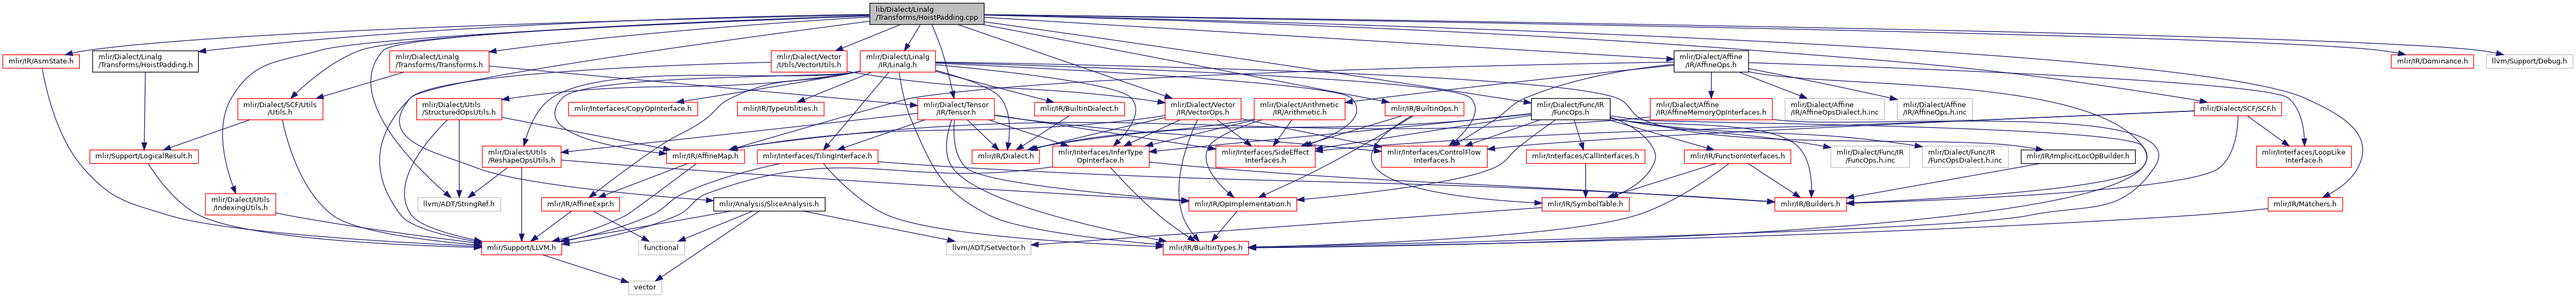 lib/Dialect/Linalg
/Transforms/HoistPadding.cpp
mlir/IR/AsmState.h
mlir/Dialect/Linalg
/Transforms/HoistPadding.h
mlir/Dialect/Linalg
/Transforms/Transforms.h
mlir/Dialect/Vector
/Utils/VectorUtils.h
mlir/Dialect/Linalg
/IR/Linalg.h
mlir/Dialect/Affine
/IR/AffineOps.h
mlir/IR/Dominance.h
llvm/Support/Debug.h
mlir/Dialect/SCF/Utils
/Utils.h
mlir/Dialect/Utils
/StructuredOpsUtils.h
mlir/Interfaces/CopyOpInterface.h
mlir/IR/TypeUtilities.h
mlir/Dialect/Tensor
/IR/Tensor.h
mlir/IR/BuiltinDialect.h
mlir/Dialect/Vector
/IR/VectorOps.h
mlir/Dialect/Arithmetic
/IR/Arithmetic.h
mlir/IR/BuiltinOps.h
mlir/Dialect/Func/IR
/FuncOps.h
mlir/Dialect/Affine
/IR/AffineMemoryOpInterfaces.h
mlir/Dialect/Affine
/IR/AffineOpsDialect.h.inc
mlir/Dialect/Affine
/IR/AffineOps.h.inc
mlir/Dialect/SCF/SCF.h
mlir/Support/LogicalResult.h
mlir/Dialect/Utils
/ReshapeOpsUtils.h
mlir/IR/AffineMap.h
mlir/Interfaces/TilingInterface.h
mlir/IR/Dialect.h
mlir/Interfaces/InferType
OpInterface.h
mlir/Interfaces/SideEffect
Interfaces.h
mlir/Interfaces/ControlFlow
Interfaces.h
mlir/Interfaces/CallInterfaces.h
mlir/IR/FunctionInterfaces.h
mlir/Dialect/Func/IR
/FuncOps.h.inc
mlir/Dialect/Func/IR
/FuncOpsDialect.h.inc
mlir/IR/ImplicitLocOpBuilder.h
mlir/Interfaces/LoopLike
Interface.h
mlir/Dialect/Utils
/IndexingUtils.h
llvm/ADT/StringRef.h
mlir/IR/AffineExpr.h
mlir/Analysis/SliceAnalysis.h
mlir/IR/OpImplementation.h
mlir/IR/SymbolTable.h
mlir/IR/Builders.h
mlir/IR/Matchers.h
mlir/Support/LLVM.h
functional
llvm/ADT/SetVector.h
mlir/IR/BuiltinTypes.h
vector